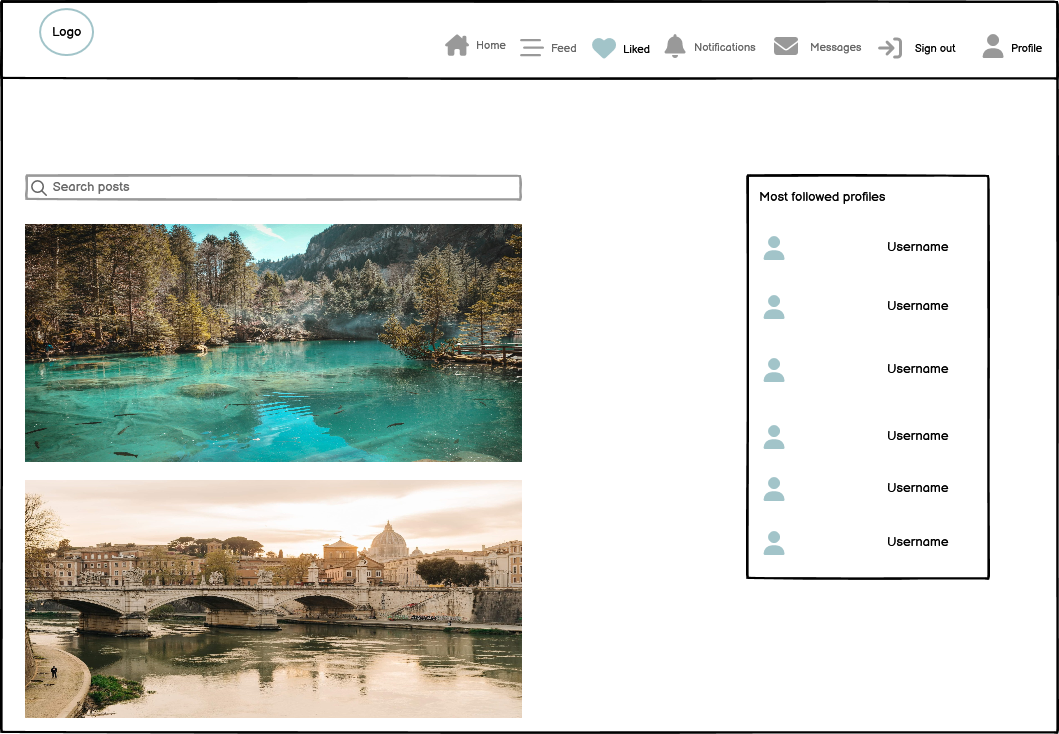 Logo
Home
Feed
Liked
Notifications
Messages
Sign out
Profile
Search posts
Most followed profiles
Username
Username
Username
Username
Username
Username